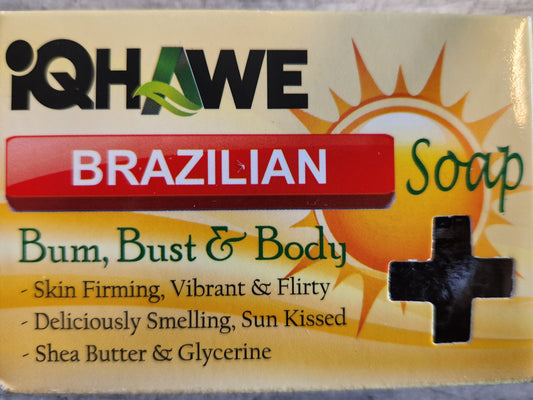 iQHAWE
BRAZILIAN Soap
Bum, Bust & Body
- Skin Firming, Vibrant & Flirty
- Deliciously Smelling, Sun Kissed
- Shea Butter & Glycerine